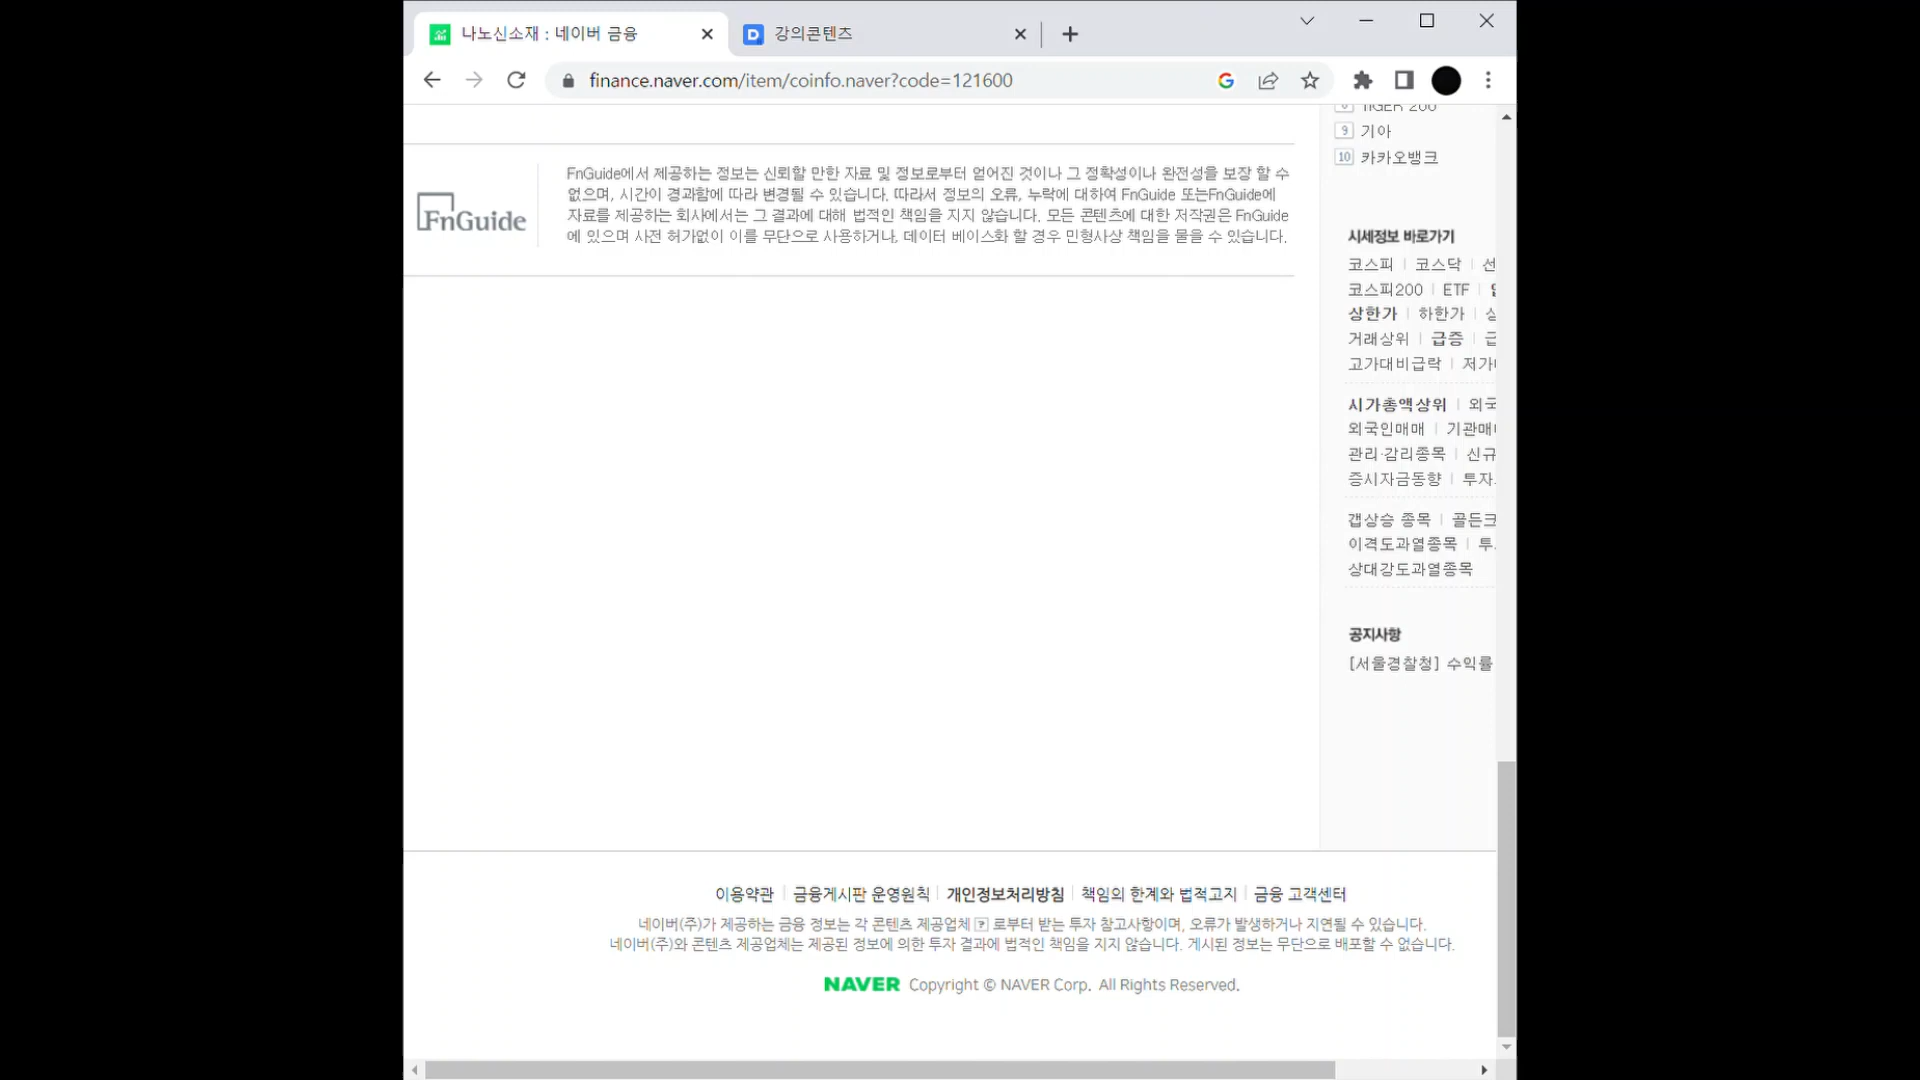 나노신소재 : 네이버 금융
강의콘텐츠
finance.naver.com/item/coinfo.naver?code=121600
TIGER 200
9 기아
10 카카오뱅크
FnGuide
FnGuide에서 제공하는 정보는 신뢰할 만한 자료 및 정보로부터 얻어진 것이나 그 정확성이나 완전성을 보장 할 수
없으며, 시간이 경과함에 따라 변경될 수 있습니다. 따라서 정보의 오류, 누락에 대하여 FnGuide 또는FnGuide에
자료를 제공하는 회사에서는 그 결과에 대해 법적인 책임을 지지 않습니다. 모든 콘텐츠에 대한 저작권은 FnGuide
에 있으며 사전 허가없이 이를 무단으로 사용하거나, 데이터 베이스화 할 경우 민형사상 책임을 물을 수 있습니다.
시세정보 바로가기
코스피 코스닥 선
코스피200 ETF
상한가 하한가
거래상위 급증 급
고가대비급락 저가
시가총액상위 외국
외국인매매 기관매
관리·감리종목 신규
증시자금동향 투자
갭상승 종목 골든크
이격도과열종목 투
상대강도과열종목
공지사항
[서울경찰청] 수익률
이용약관 금융게시판 운영원칙 개인정보처리방침 책임의 한계와 법적고지 금융 고객센터
네이버(주)가 제공하는 금융 정보는 각 콘텐츠 제공업체 ? 로부터 받는 투자 참고사항이며, 오류가 발생하거나 지연될 수 있습니다.
네이버(주)와 콘텐츠 제공업체는 제공된 정보에 의한 투자 결과에 법적인 책임을 지지 않습니다. 게시된 정보는 무단으로 배포할 수 없습니다.
NAVER Copyright © NAVER Corp. All Rights Reserved.